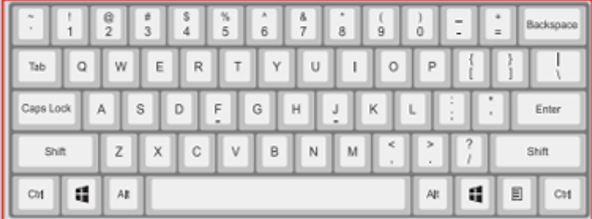 ~ ! @ # $ % ^ & * ( ) _ +
` 1 2 3 4 5 6 7 8 9 0 - = Backspace
Tab Q W E R T Y U I O P { } |
[ ] \
Caps Lock A S D F G H J K L : " Enter
; '
Shift Z X C V B N M < > ? Shift
, . /
Ctrl Alt Alt Ctrl